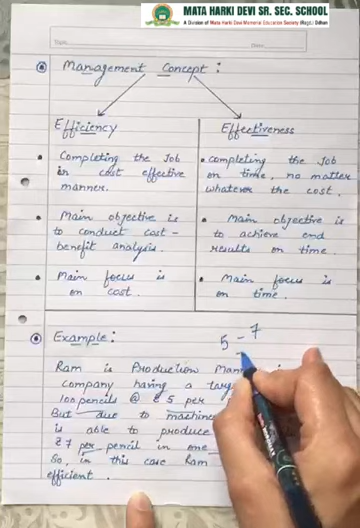 MATA HARKI DEVI SR. SEC. SCHOOL
A Division of Mata Harki Devi Memorial Education Society (Regd.) Odhan
Date
Management Concept :
Efficiency
Effectiveness
Completing the Job
in cost effective
manner.
completing the Job
on time, no matter
whatever the cost.
Main objective is
to conduct cost-
benefit analysis.
Main objective is
to achieve end
results on time.
Main focus is
on cost.
Main focus is
on time.
5 - 7
Example :
Ram is Production
company having a
100 pencils @ ₹ 5 per
But due to machine
is able to produce
₹ 7 per pencil in one
So, in this case Ram
efficient.